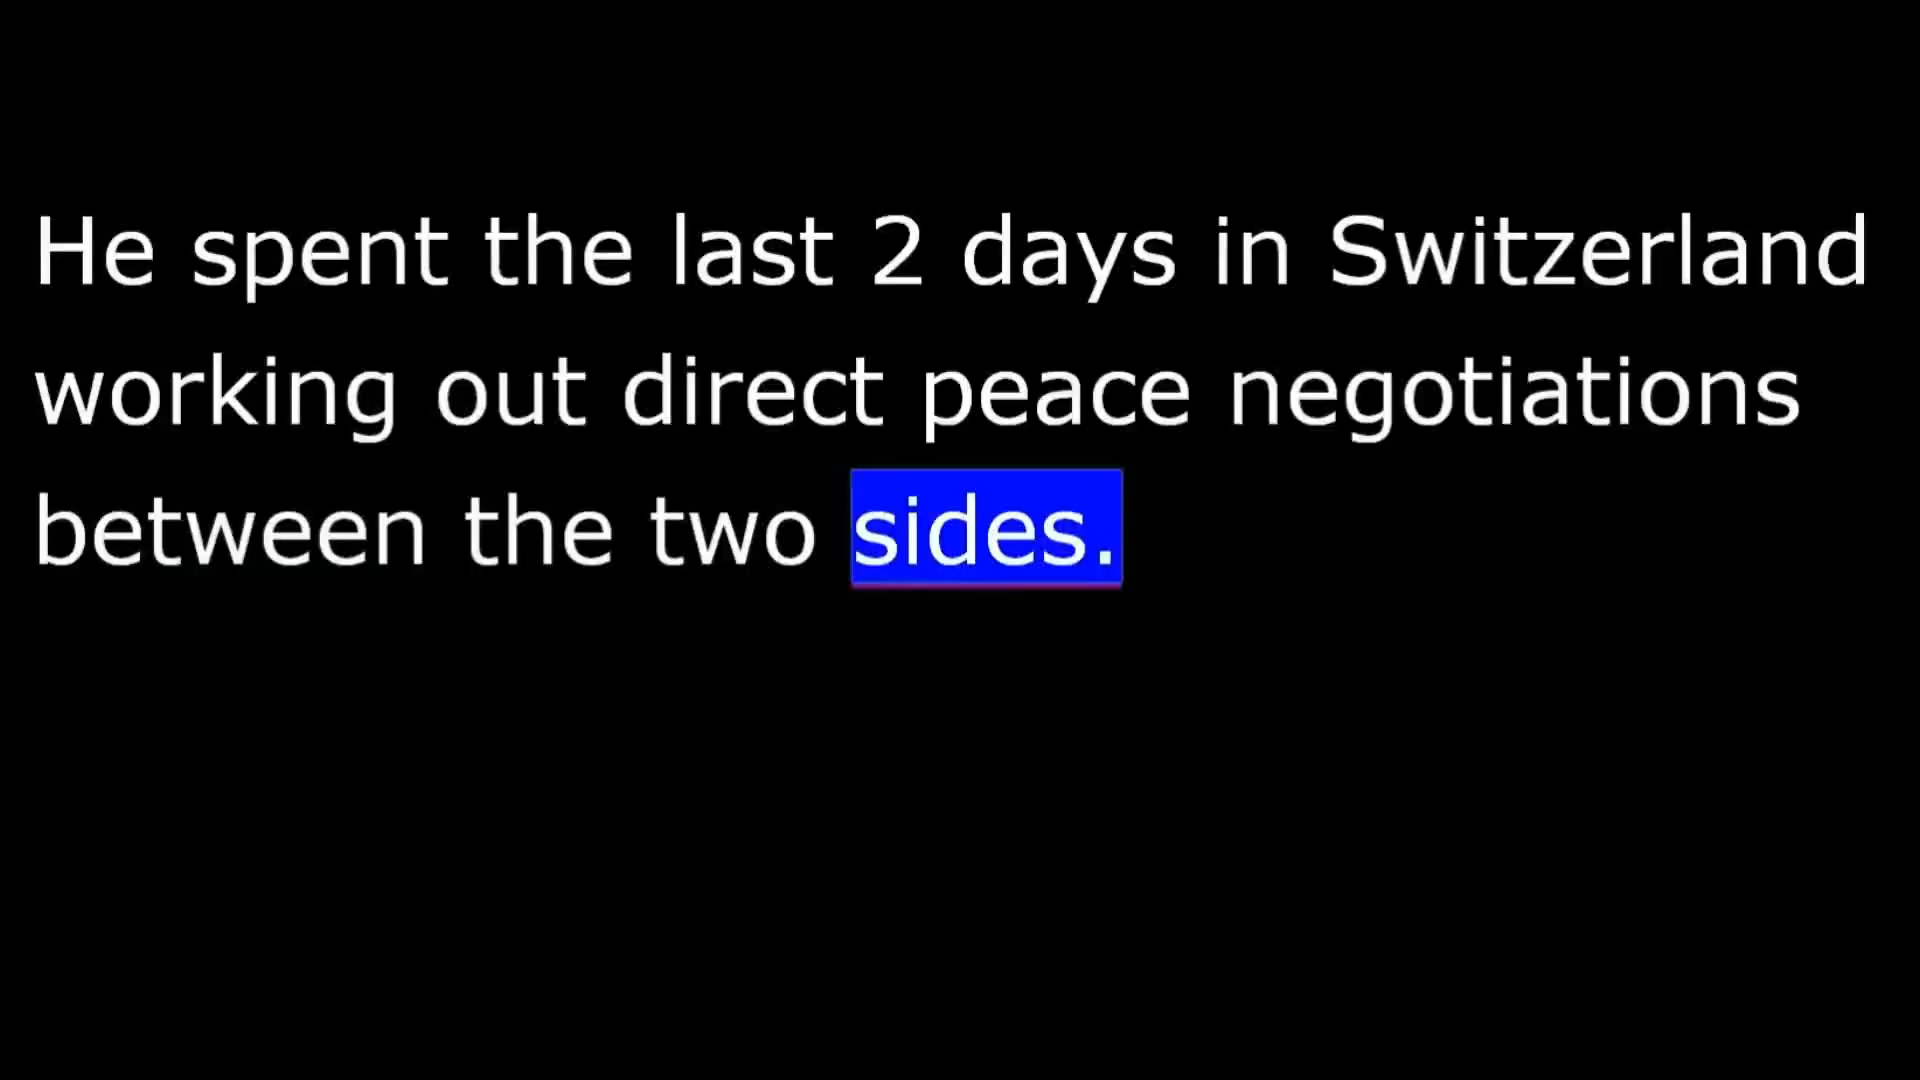 He spent the last 2 days in Switzerland
working out direct peace negotiations
between the two sides.